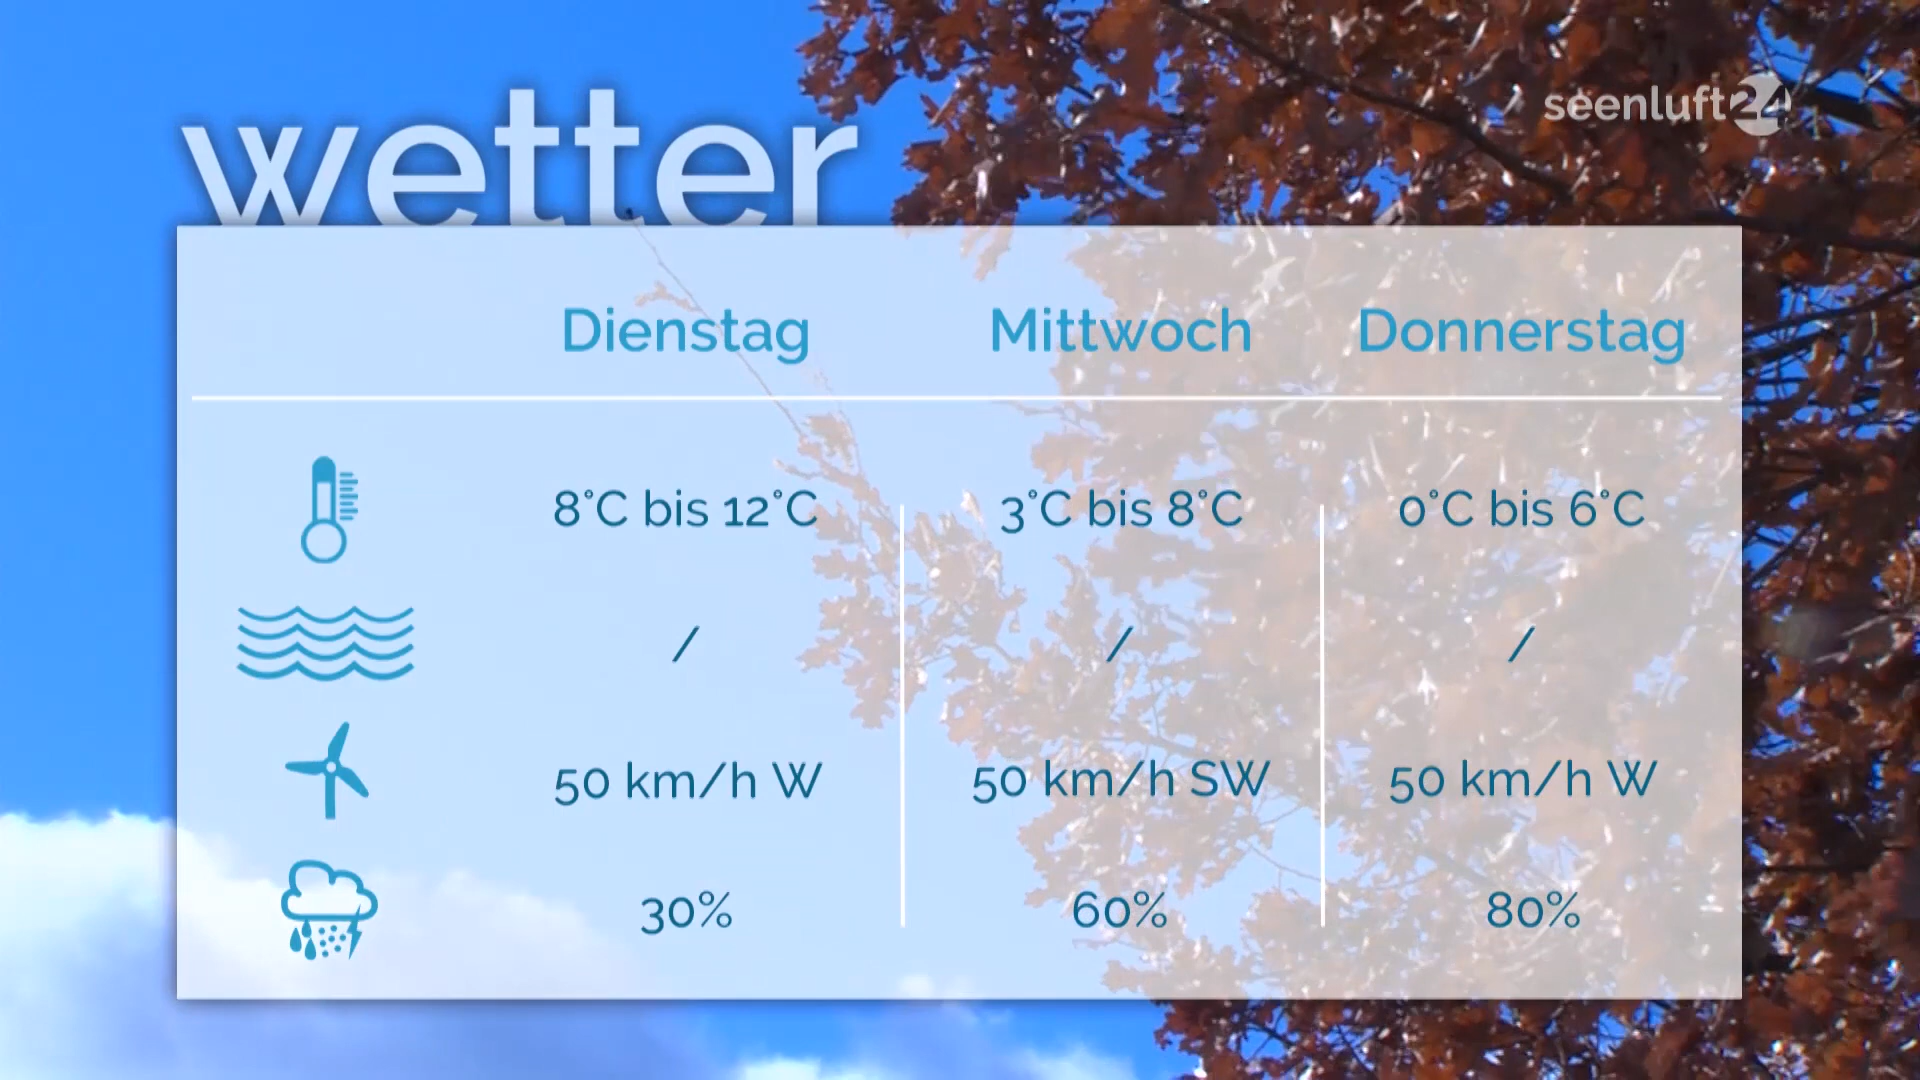 wetter
seenluft24
Dienstag Mittwoch Donnerstag
8°C bis 12°C 3°C bis 8°C 0°C bis 6°C
/ / /
50 km/h W 50 km/h SW 50 km/h W
30% 60% 80%